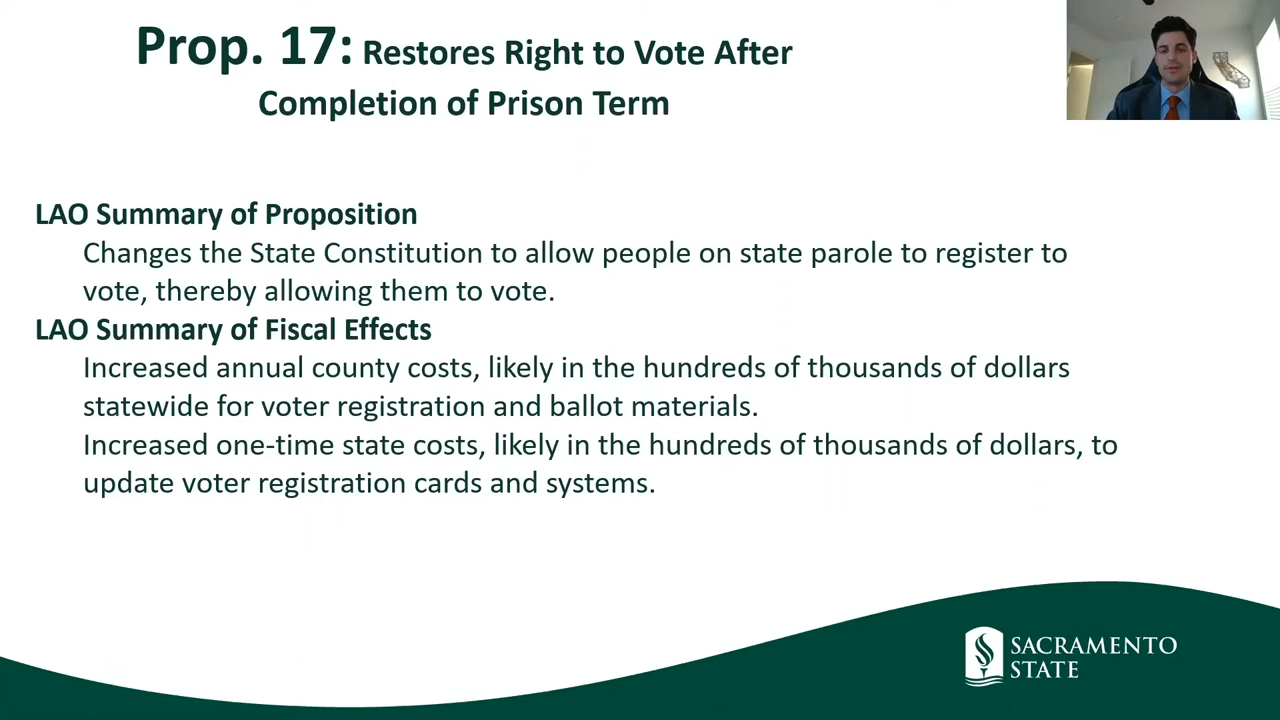 Prop. 17: Restores Right to Vote After
Completion of Prison Term
LAO Summary of Proposition
Changes the State Constitution to allow people on state parole to register to
vote, thereby allowing them to vote.
LAO Summary of Fiscal Effects
Increased annual county costs, likely in the hundreds of thousands of dollars
statewide for voter registration and ballot materials.
Increased one-time state costs, likely in the hundreds of thousands of dollars, to
update voter registration cards and systems.
SACRAMENTO
STATE